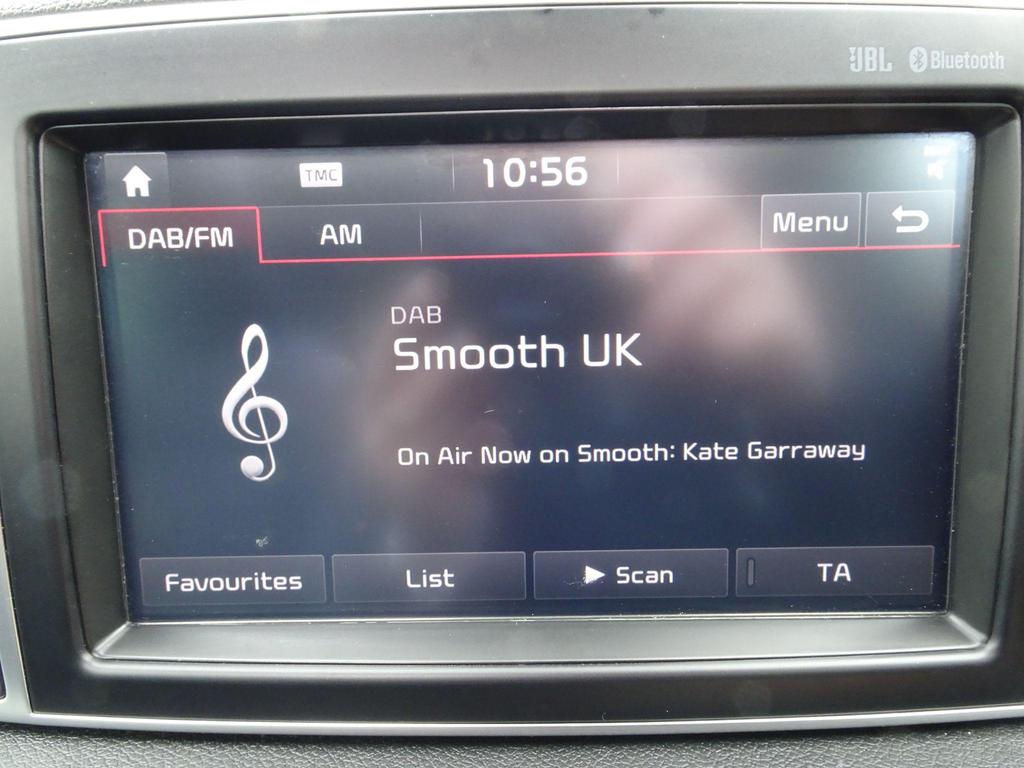 JBL Bluetooth
TMC 10:56
DAB/FM AM Menu
DAB
Smooth UK
On Air Now on Smooth: Kate Garraway
Favourites List Scan TA